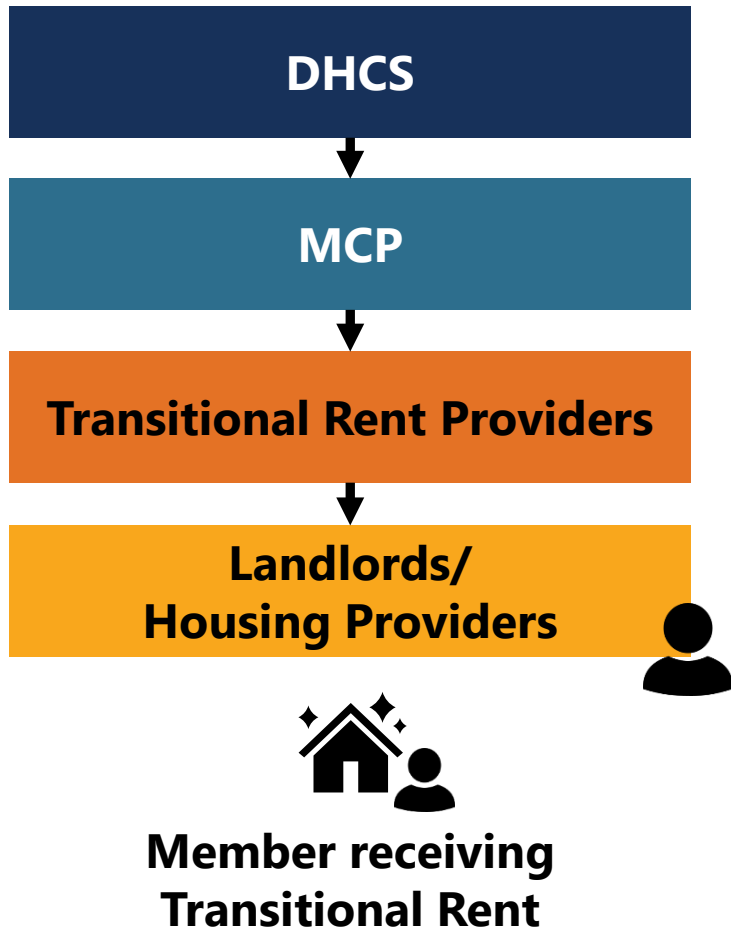 DHCS
MCP
Transitional Rent Providers
Landlords/
Housing Providers
Member receiving
Transitional Rent